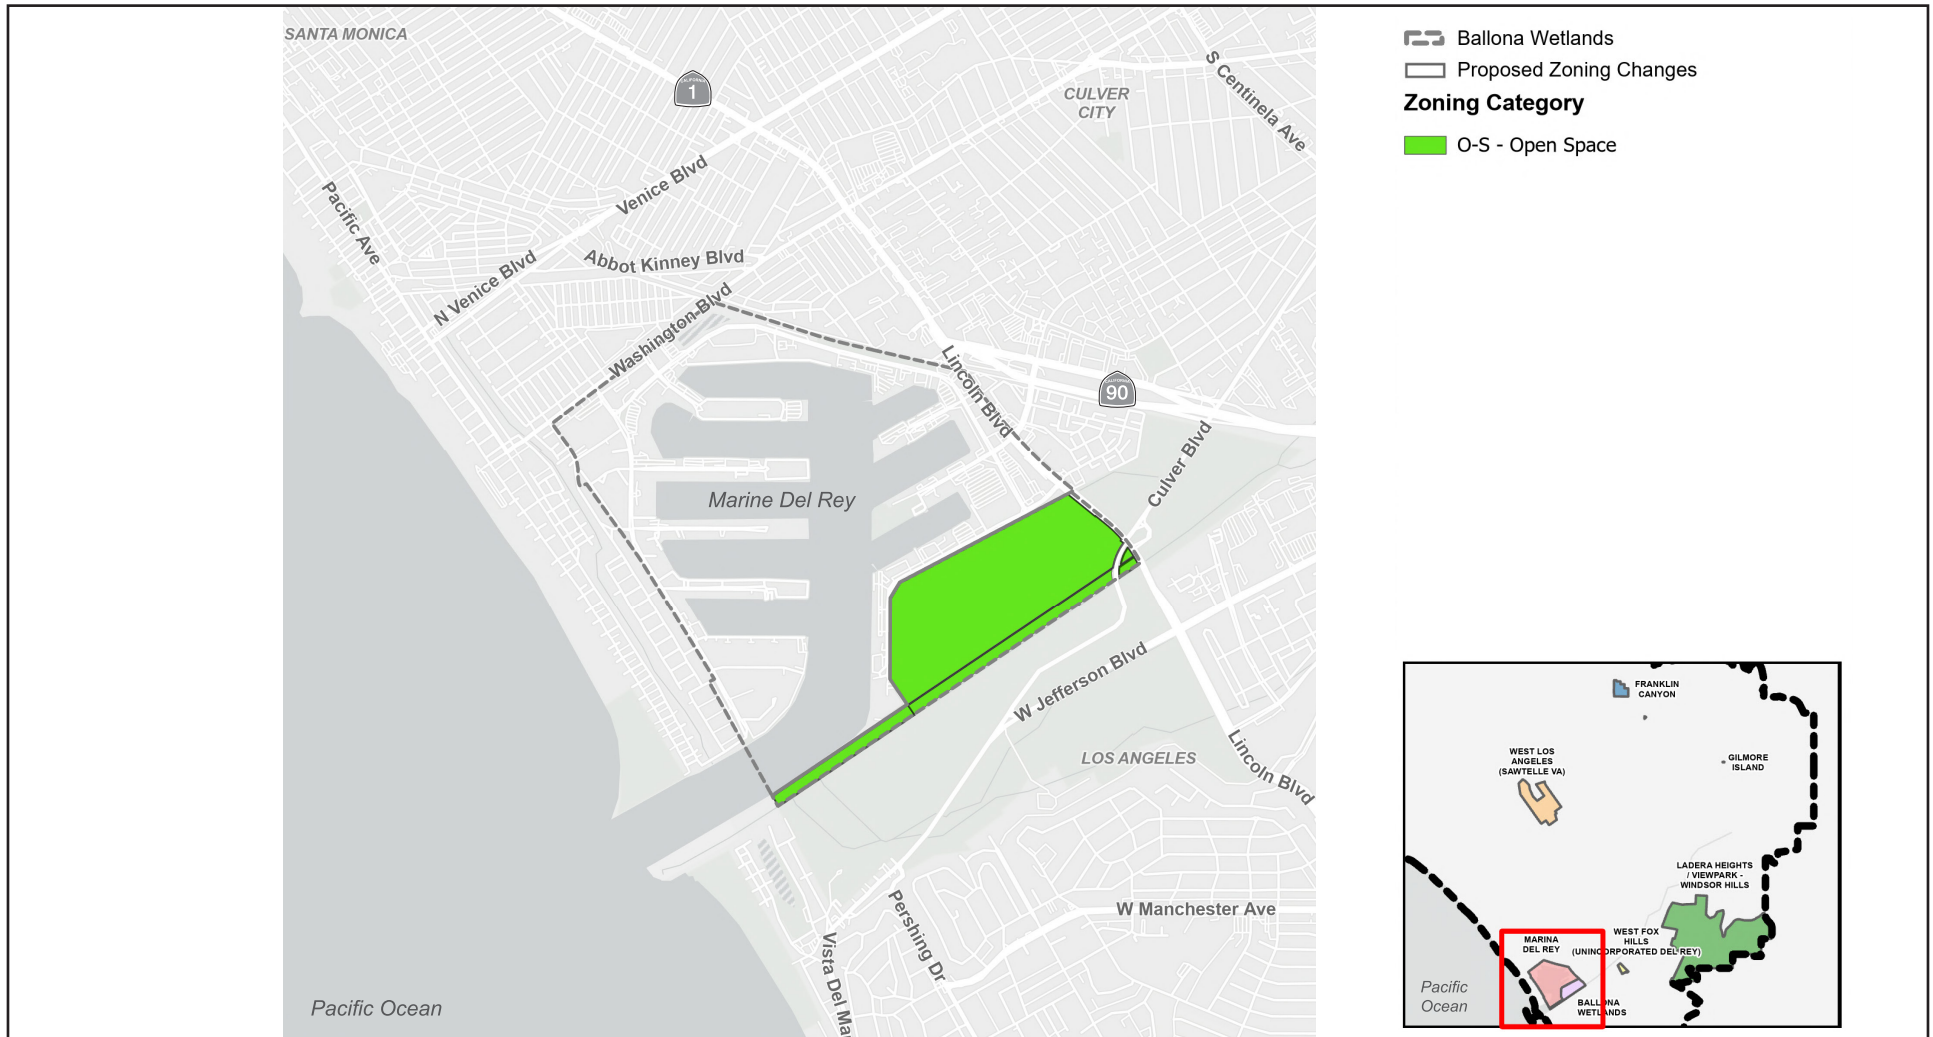 SANTA MONICA
CALIFORNIA
1
S Centinela Ave
CULVER
CITY
Venice Blvd
Pacific Ave
Abbot Kinney Blvd
N Venice Blvd
Washington Blvd
Lincoln Blvd
CALIFORNIA
90
Culver Blvd
Marine Del Rey
W Jefferson Blvd
LOS ANGELES
Lincoln Blvd
Pershing Dr
W Manchester Ave
Vista Del Ma
Pacific Ocean
Ballona Wetlands
Proposed Zoning Changes
Zoning Category
O-S - Open Space
FRANKLIN
CANYON
WEST LOS
ANGELES
(SAWTELLE VA)
GILMORE
ISLAND
LADERA HEIGHTS
/ VIEWPARK -
WINDSOR HILLS
MARINA
DEL REY
WEST FOX
HILLS
(UNINCORPORATED DEL REY)
Pacific
Ocean
BALLONA
WETLANDS